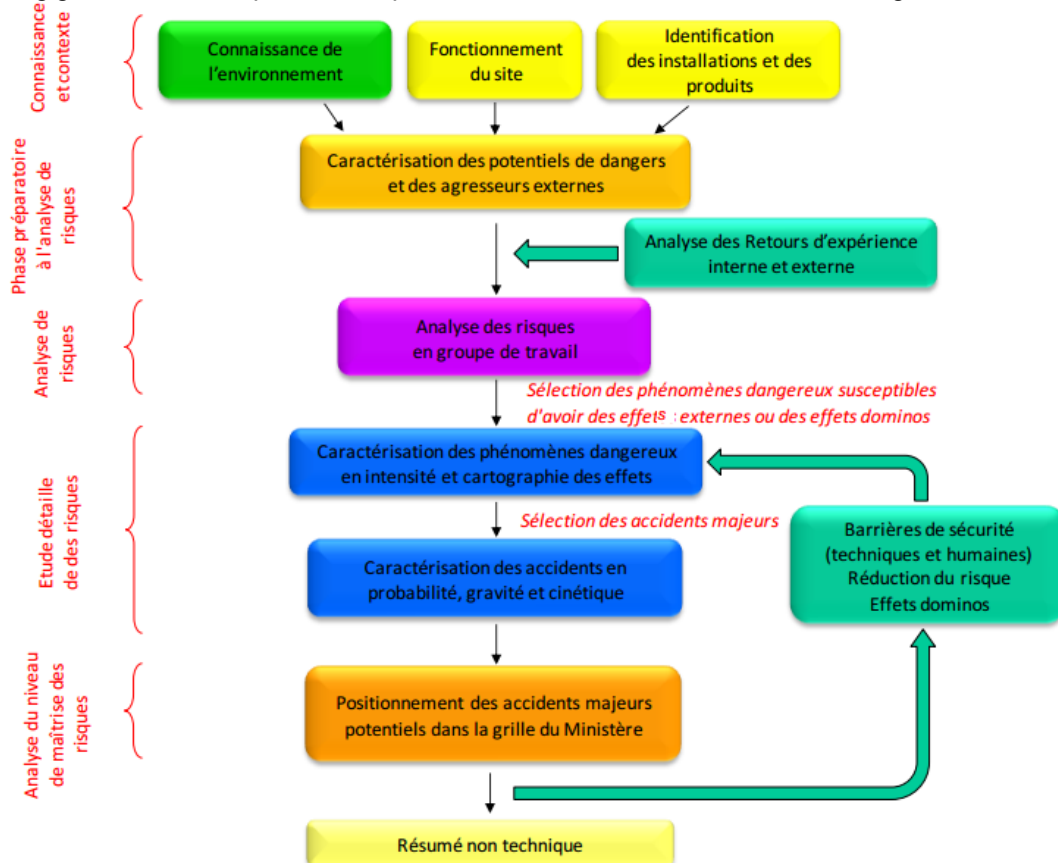 Connaissance
et contexte
Connaissance de
l'environnement
Fonctionnement
du site
Identification
des installations et des
produits
Phase préparatoire
à l'analyse de
risques
Caractérisation des potentiels de dangers
et des agresseurs externes
Analyse des Retours d'expérience
interne et externe
Analyse de
risques
Analyse des risques
en groupe de travail
Sélection des phénomènes dangereux susceptibles
d'avoir des effets : externes ou des effets dominos
Etude détaille
de des risques
Caractérisation des phénomènes dangereux
en intensité et cartographie des effets
Sélection des accidents majeurs
Caractérisation des accidents en
probabilité, gravité et cinétique
Barrières de sécurité
(techniques et humaines)
Réduction du risque
Effets dominos
Analyse du niveau
de maîtrise des
risques
Positionnement des accidents majeurs
potentiels dans la grille du Ministère
Résumé non technique